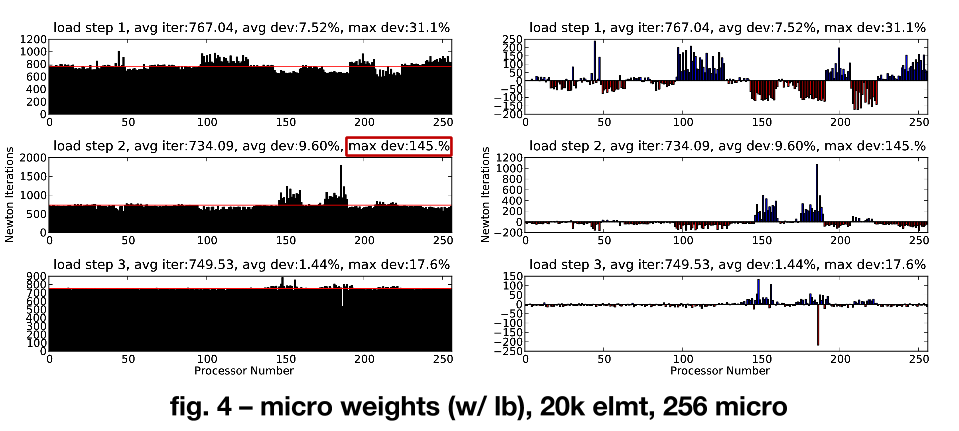 load step 1, avg iter:767.04, avg dev:7.52%, max dev:31.1%
1200
1000
800
600
400
200
0
0 50 100 150 200 250
load step 2, avg iter:734.09, avg dev:9.60%, max dev:145.%
2000
1500
1000
500
0
0 50 100 150 200 250
Newton Iterations
load step 3, avg iter:749.53, avg dev:1.44%, max dev:17.6%
900
800
700
600
500
400
300
200
100
0
0 50 100 150 200 250
Processor Number
load step 1, avg iter:767.04, avg dev:7.52%, max dev:31.1%
250
200
150
100
50
0
−50
−100
−150
−200
0 50 100 150 200 250
load step 2, avg iter:734.09, avg dev:9.60%, max dev:145.%
1200
1000
800
600
400
200
0
−200
0 50 100 150 200 250
Newton Iterations
load step 3, avg iter:749.53, avg dev:1.44%, max dev:17.6%
150
100
50
0
−50
−100
−150
−200
−250
0 50 100 150 200 250
Processor Number
fig. 4 – micro weights (w/ lb), 20k elmt, 256 micro